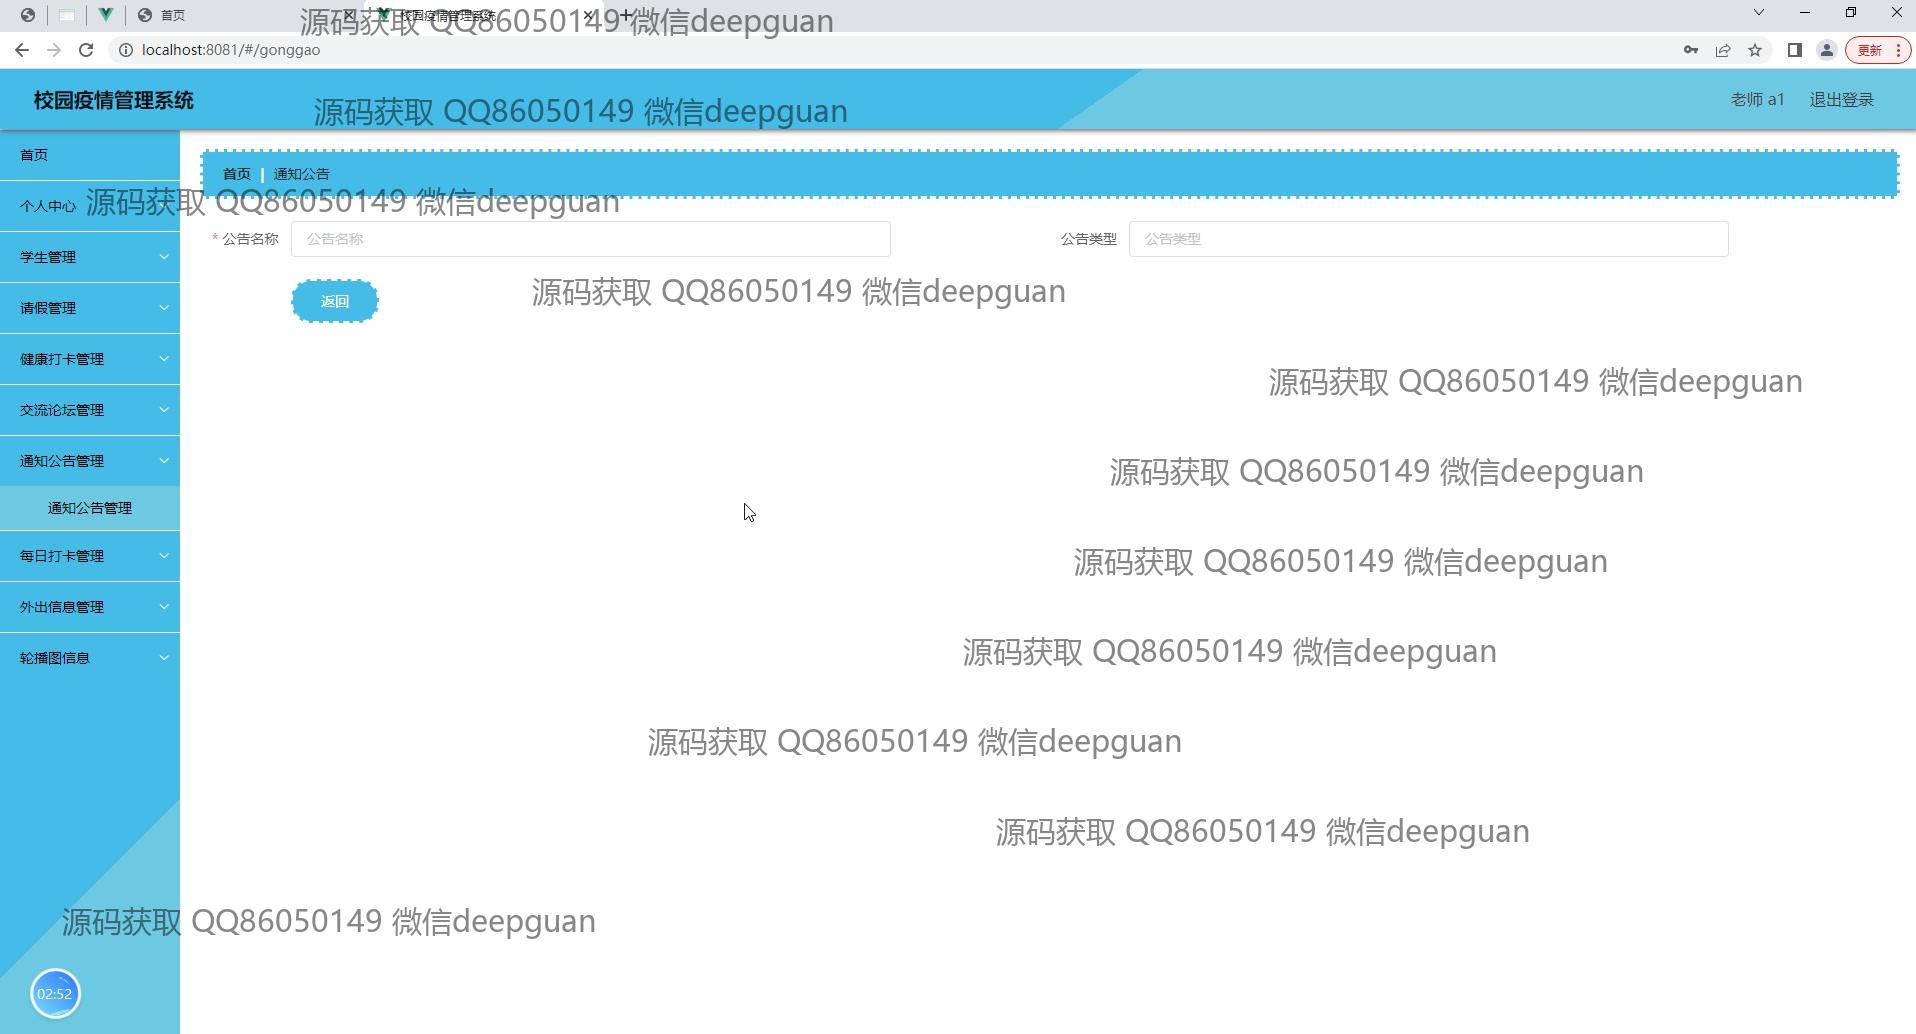 首页
校园疫情管理系统
源码获取 QQ86050149 微信deepguan
localhost:8081/#/gonggao
更新
校园疫情管理系统
源码获取 QQ86050149 微信deepguan
老师 a1
退出登录
首页
首页
通知公告
个人中心
源码获取 QQ86050149 微信deepguan
* 公告名称
公告名称
公告类型
公告类型
学生管理
返回
源码获取 QQ86050149 微信deepguan
请假管理
健康打卡管理
源码获取 QQ86050149 微信deepguan
交流论坛管理
通知公告管理
源码获取 QQ86050149 微信deepguan
通知公告管理
每日打卡管理
源码获取 QQ86050149 微信deepguan
外出信息管理
轮播图信息
源码获取 QQ86050149 微信deepguan
源码获取 QQ86050149 微信deepguan
源码获取 QQ86050149 微信deepguan
源码获取 QQ86050149 微信deepguan
02:52